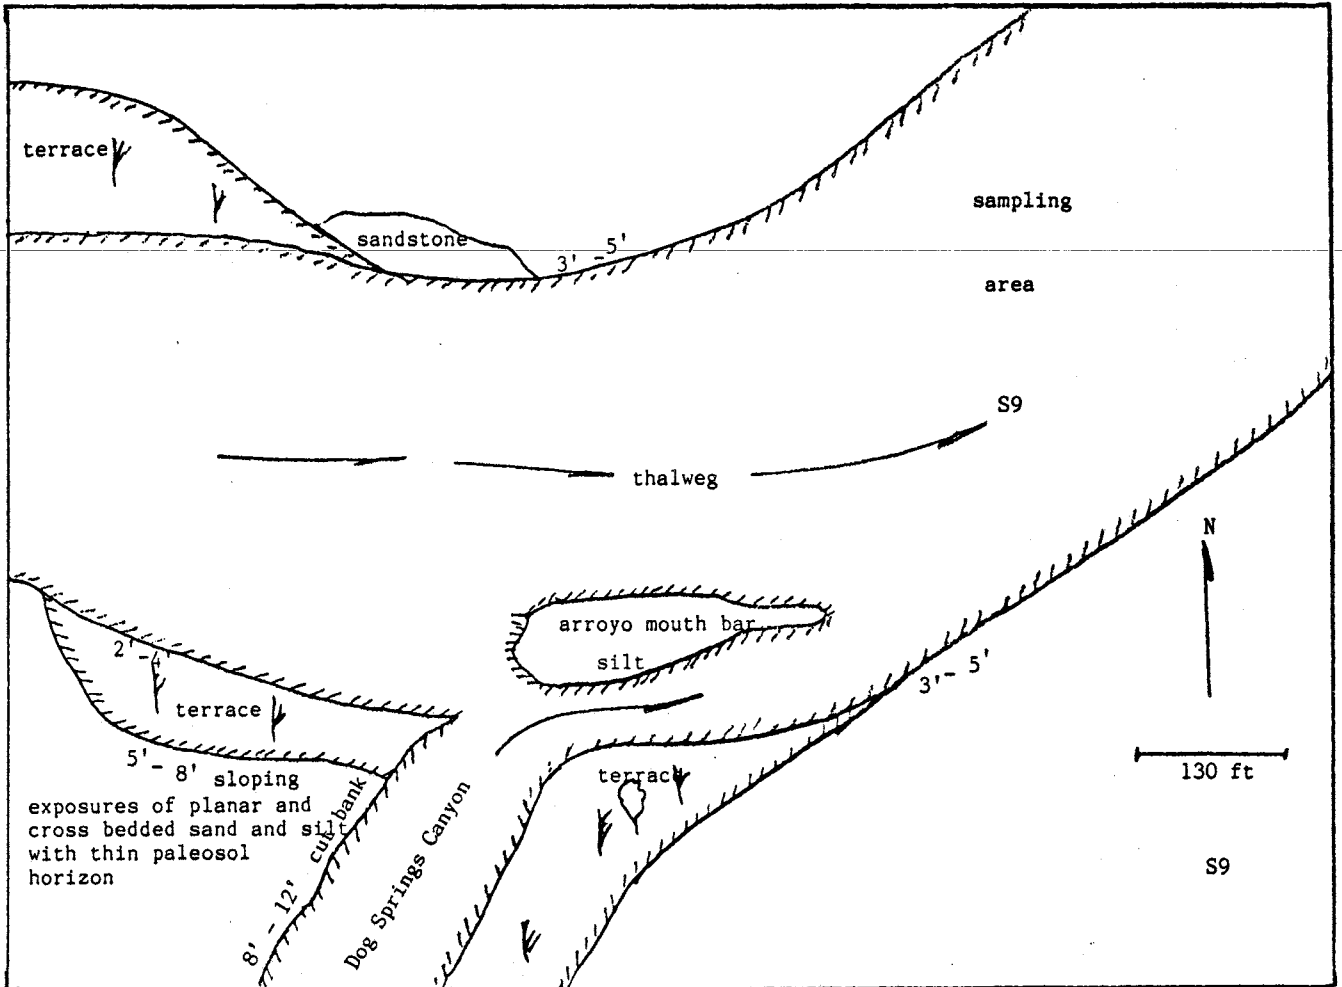 terrace
sandstone
3' - 5'
sampling
area
S9
thalweg
N
arroyo mouth bar
silt
2'-4'
terrace
3'- 5'
5'- 8' sloping
exposures of planar and
cross bedded sand and silt
with thin paleosol
horizon
8' - 12' cut bank
Dog Springs Canyon
terrace
130 ft
S9